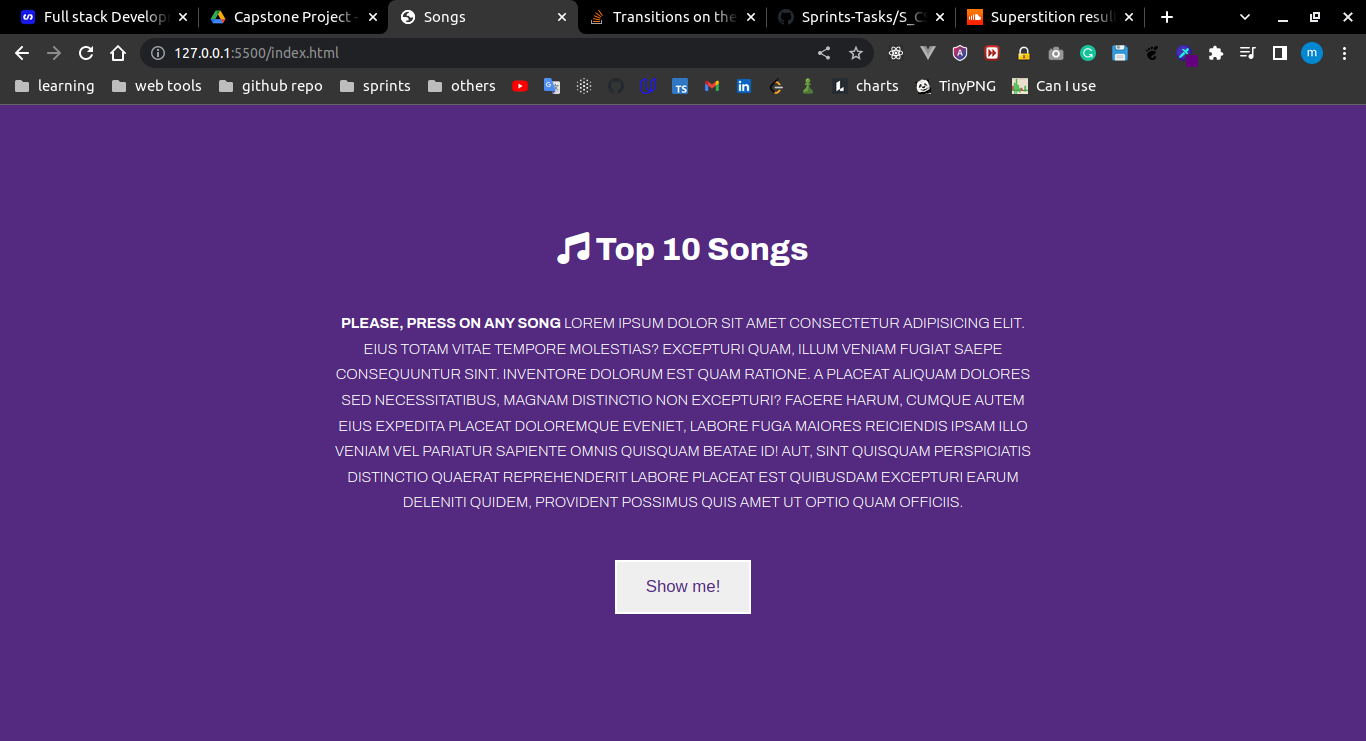 Full stack Develop
Capstone Project -
Songs
Transitions on the
Sprints-Tasks/S_C
Superstition resul
127.0.0.1:5500/index.html
m
learning
web tools
github repo
sprints
others
charts
TinyPNG
Can I use
Top 10 Songs
PLEASE, PRESS ON ANY SONG LOREM IPSUM DOLOR SIT AMET CONSECTETUR ADIPISICING ELIT.
EIUS TOTAM VITAE TEMPORE MOLESTIAS? EXCEPTURI QUAM, ILLUM VENIAM FUGIAT SAEPE
CONSEQUUNTUR SINT. INVENTORE DOLORUM EST QUAM RATIONE. A PLACEAT ALIQUAM DOLORES
SED NECESSITATIBUS, MAGNAM DISTINCTIO NON EXCEPTURI? FACERE HARUM, CUMQUE AUTEM
EIUS EXPEDITA PLACEAT DOLOREMQUE EVENIET, LABORE FUGA MAIORES REICIENDIS IPSAM ILLO
VENIAM VEL PARIATUR SAPIENTE OMNIS QUISQUAM BEATAE ID! AUT, SINT QUISQUAM PERSPICIATIS
DISTINCTIO QUAERAT REPREHENDERIT LABORE PLACEAT EST QUIBUSDAM EXCEPTURI EARUM
DELENITI QUIDEM, PROVIDENT POSSIMUS QUIS AMET UT OPTIO QUAM OFFICIIS.
Show me!